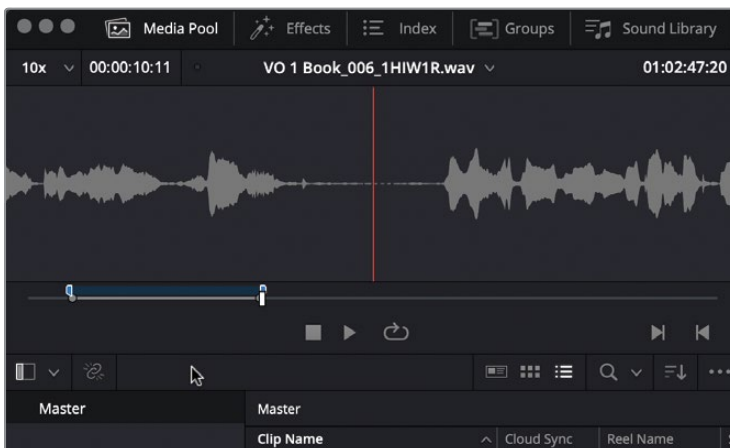 Media Pool Effects Index Groups Sound Library
10x 00:00:10:11 VO 1 Book_006_1HIW1R.wav 01:02:47:20
Master Master
Clip Name Cloud Sync Reel Name